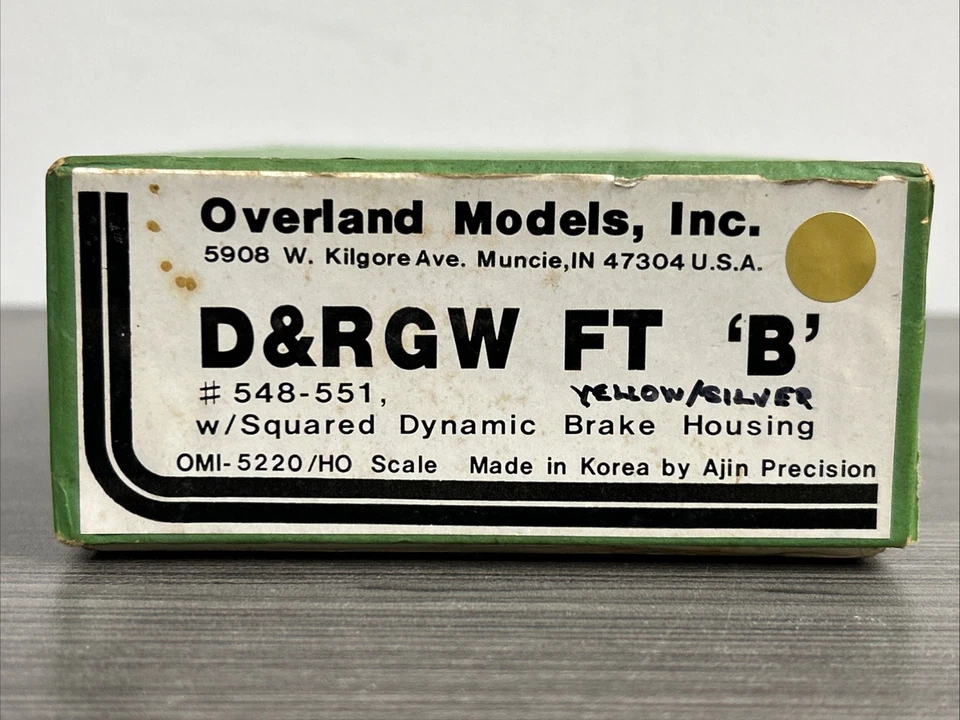 Overland Models, Inc.
5908 W. Kilgore Ave. Muncie,IN 47304 U.S.A.
D&RGW FT ‘B’
# 548-551, YELLOW/SILVER
w/Squared Dynamic Brake Housing
OMI-5220/HO Scale Made in Korea by Ajin Precision